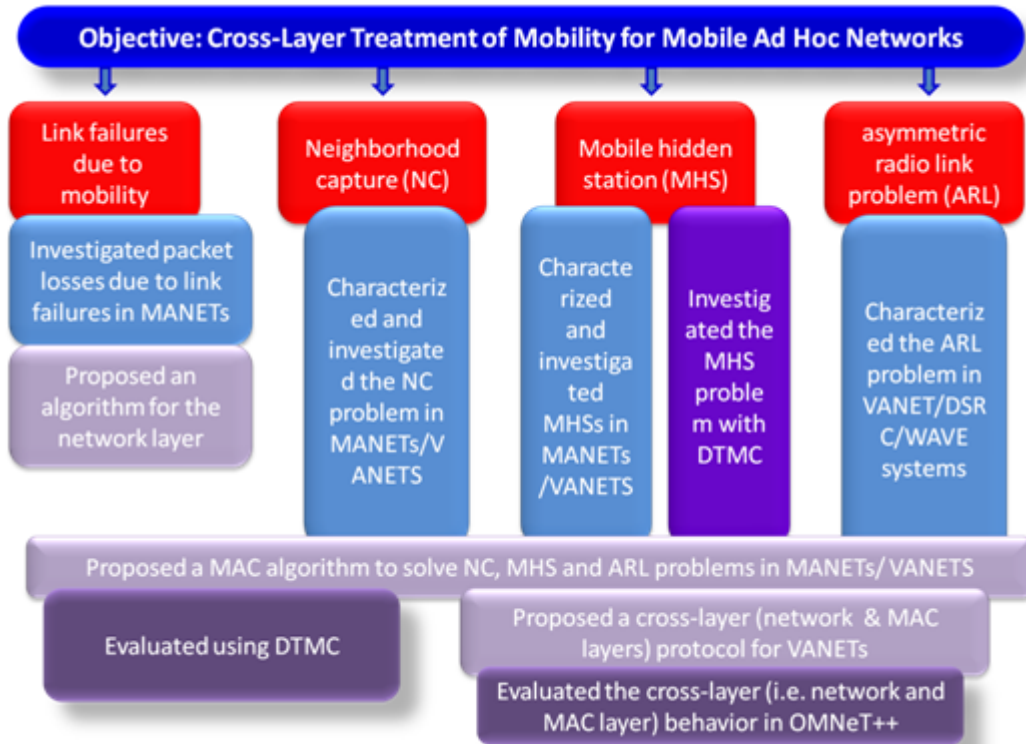 Objective: Cross-Layer Treatment of Mobility for Mobile Ad Hoc Networks
Link failures
due to
mobility
Investigated packet
losses due to link
failures in MANETs
Proposed an
algorithm for the
network layer
Neighborhood
capture (NC)
Characteriz
ed and
investigate
d the NC
problem in
MANETs/V
ANETS
Mobile hidden
station (MHS)
Characte
rized
and
investiga
ted
MHSs in
MANETs
/VANETS
Investig
ated the
MHS
proble
m with
DTMC
asymmetric
radio link
problem (ARL)
Characteriz
ed the ARL
problem in
VANET/DSR
C/WAVE
systems
Proposed a MAC algorithm to solve NC, MHS and ARL problems in MANETs/ VANETS
Evaluated using DTMC
Proposed a cross-layer (network & MAC
layers) protocol for VANETs
Evaluated the cross-layer (i.e. network and
MAC layer) behavior in OMNeT++